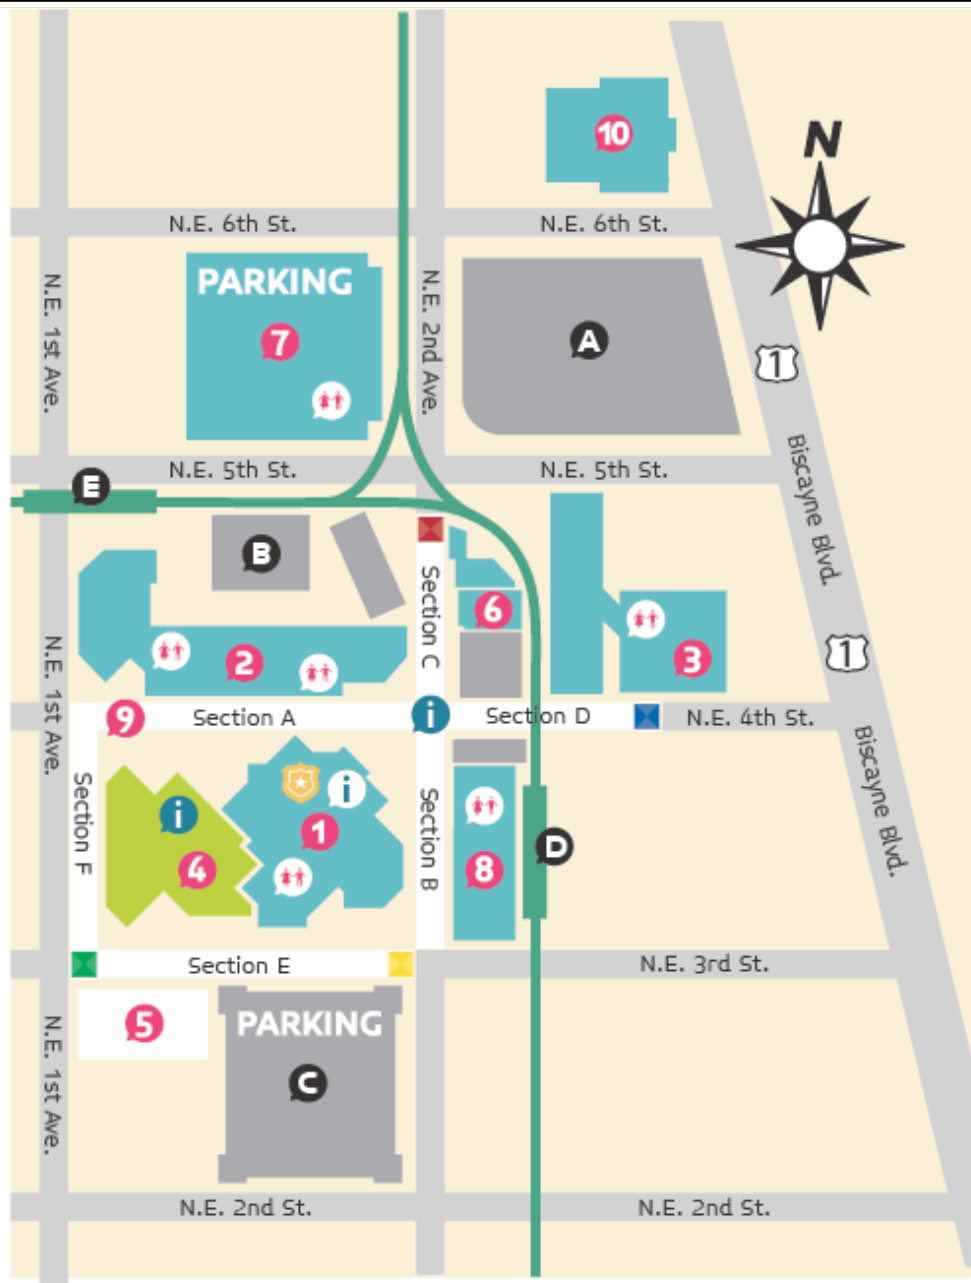 N
10
N.E. 6th St.
N.E. 6th St.
PARKING
7
N.E. 1st Ave.
N.E. 2nd Ave.
A
1
N.E. 5th St.
N.E. 5th St.
E
Biscayne Blvd.
B
Section C
6
2
3
1
N.E. 1st Ave.
9
Section A
i
Section D
N.E. 4th St.
Section F
i
4
i
1
Section B
8
D
Biscayne Blvd.
Section E
N.E. 3rd St.
5
PARKING
C
N.E. 1st Ave.
N.E. 2nd St.
N.E. 2nd St.